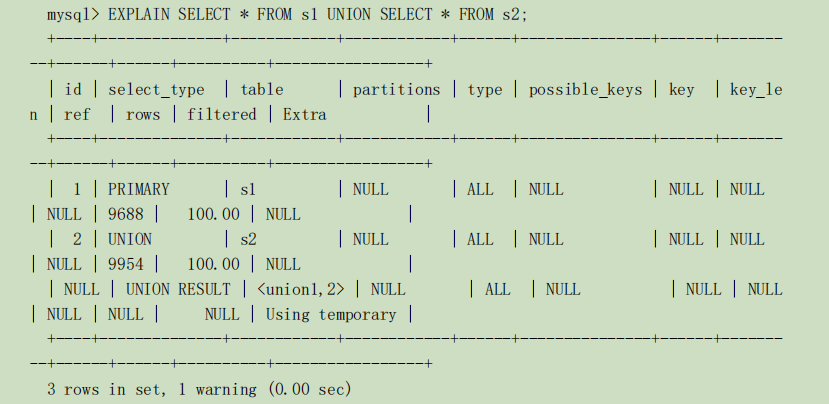 mysql> EXPLAIN SELECT * FROM s1 UNION SELECT * FROM s2;
+----+--------------+------------+------------+------+---------------+------+-------
--+------+------+----------+-----------------+
| id | select_type | table | partitions | type | possible_keys | key | key_le
n | ref | rows | filtered | Extra |
+----+--------------+------------+------------+------+---------------+------+-------
--+------+------+----------+-----------------+
| 1 | PRIMARY | s1 | NULL | ALL | NULL | NULL | NULL
| NULL | 9688 | 100.00 | NULL |
| 2 | UNION | s2 | NULL | ALL | NULL | NULL | NULL
| NULL | 9954 | 100.00 | NULL |
| NULL | UNION RESULT | <union1,2> | NULL | ALL | NULL | NULL | NULL
| NULL | NULL | NULL | Using temporary |
+----+--------------+------------+------------+------+---------------+------+-------
--+------+------+----------+-----------------+
3 rows in set, 1 warning (0.00 sec)